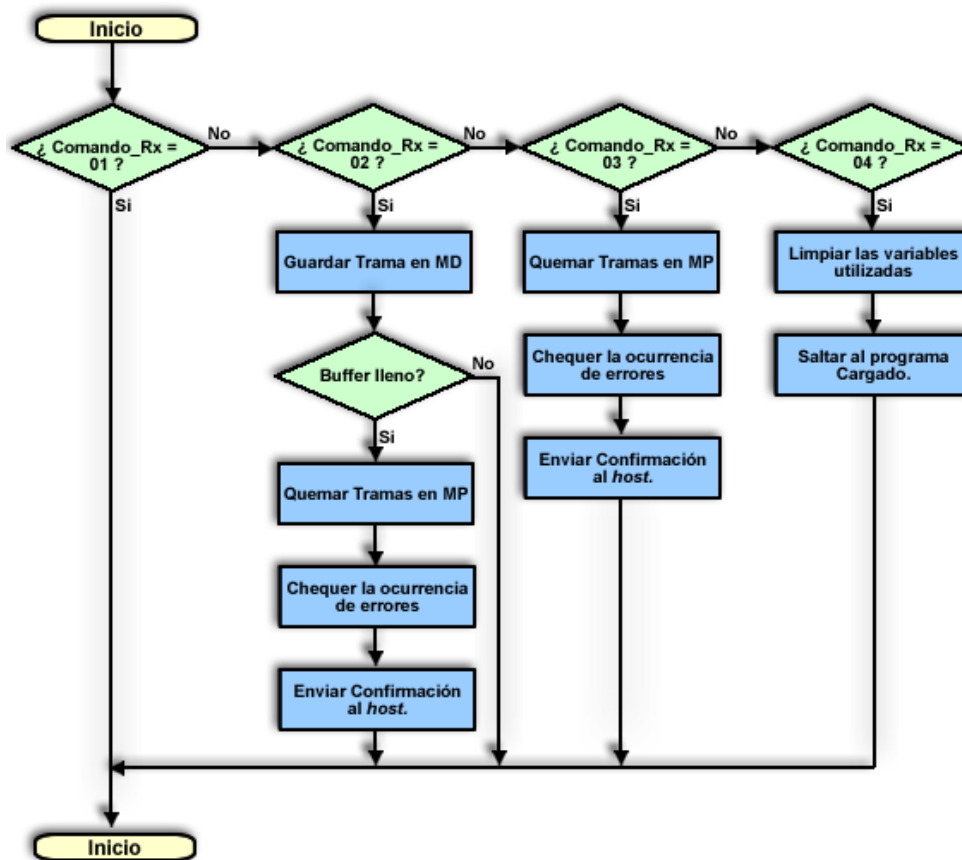 Inicio
¿ Comando_Rx =
01 ?
No
Si
¿ Comando_Rx =
02 ?
No
Si
¿ Comando_Rx =
03 ?
No
Si
¿ Comando_Rx =
04 ?
Si
Guardar Trama en MD
Buffer lleno?
No
Si
Quemar Tramas en MP
Chequer la ocurrencia
de errores
Enviar Confirmación
al host.
Quemar Tramas en MP
Chequer la ocurrencia
de errores
Enviar Confirmación
al host.
Limpiar las variables
utilizadas
Saltar al programa
Cargado.
Inicio